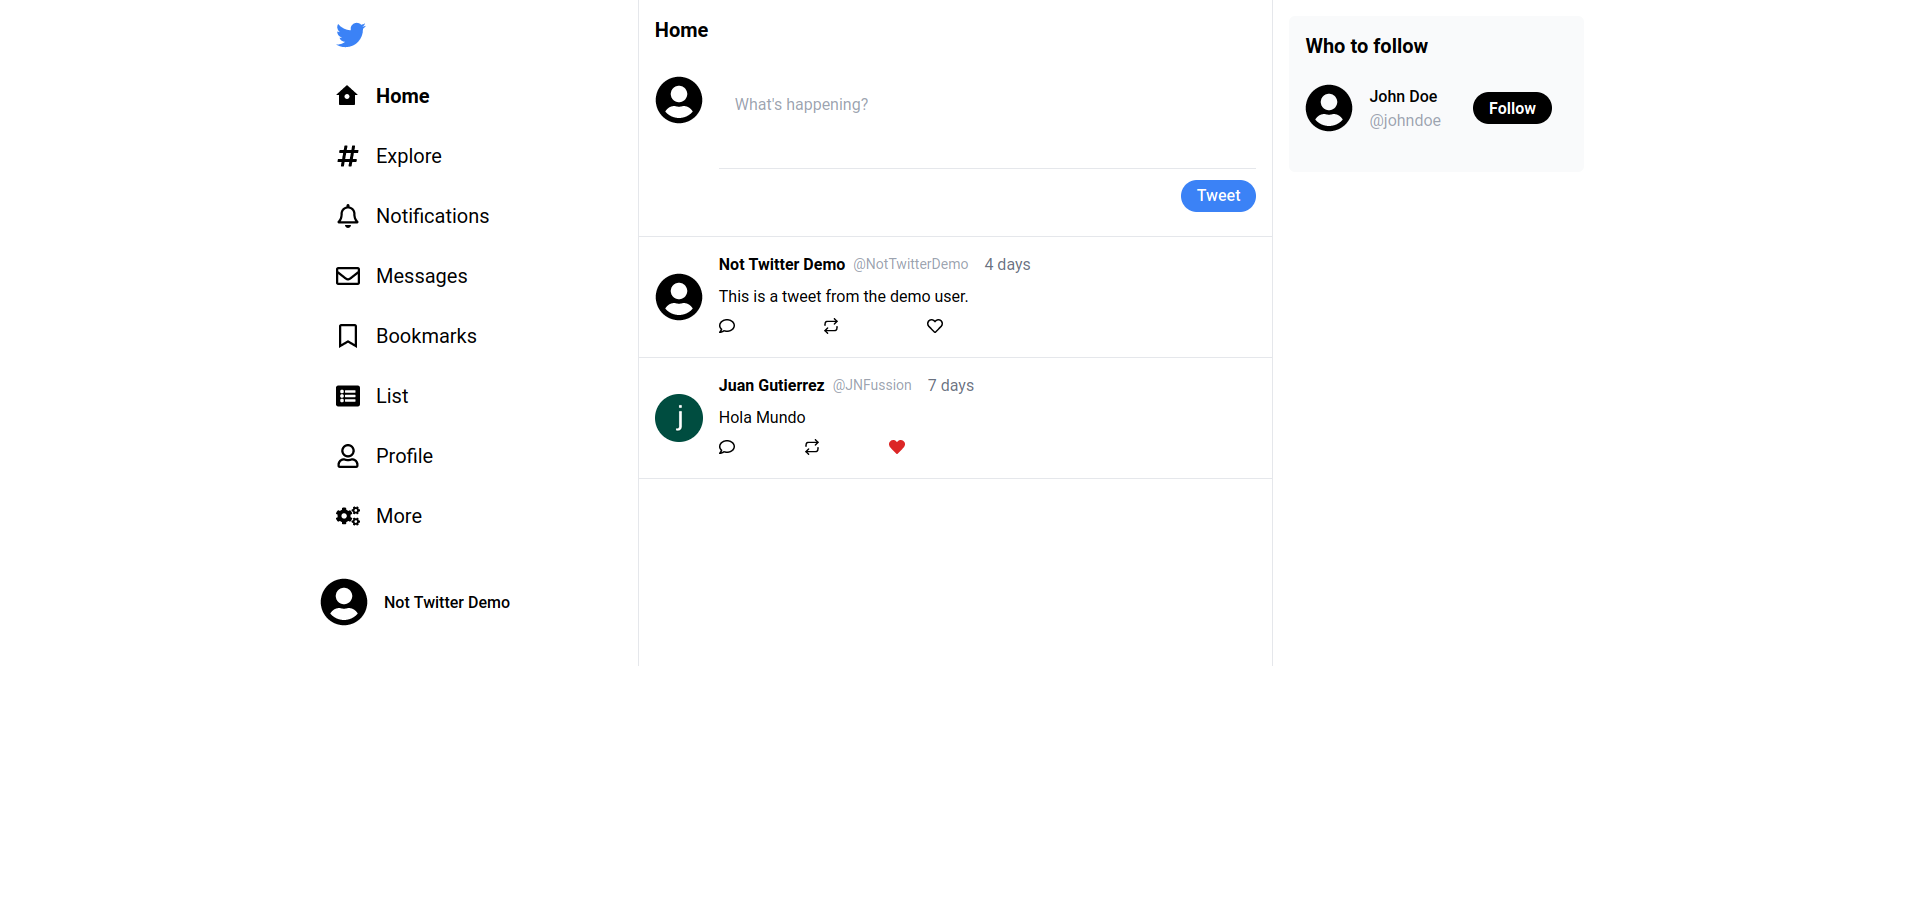 Home
Explore
Notifications
Messages
Bookmarks
List
Profile
More
Not Twitter Demo
Home
What's happening?
Tweet
Not Twitter Demo @NotTwitterDemo 4 days
This is a tweet from the demo user.
j
Juan Gutierrez @JNFussion 7 days
Hola Mundo
Who to follow
John Doe
@johndoe
Follow